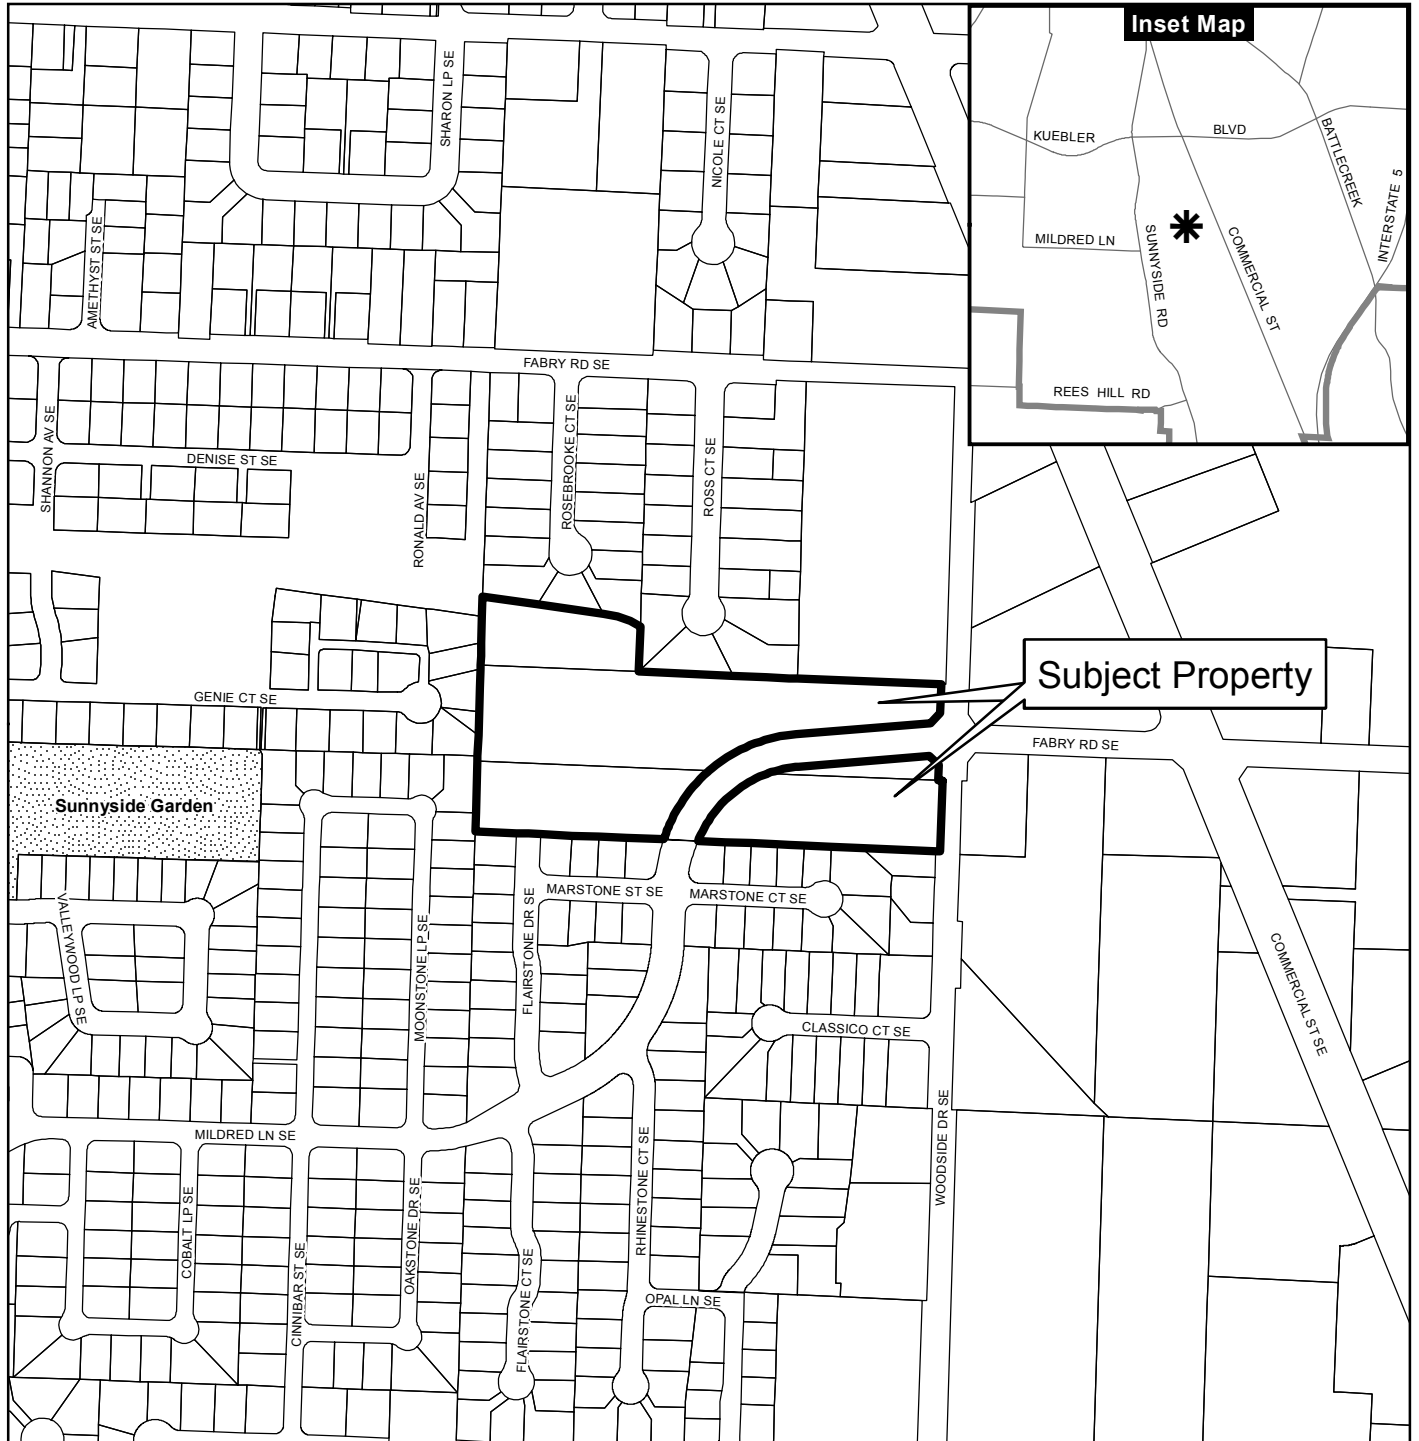 Inset Map
KUEBLER
BLVD
BATTLECREEK
INTERSTATE 5
MILDRED LN
SUNNYSIDE RD
COMMERCIAL ST
REES HILL RD
SHARON LP SE
NICOLE CT SE
AMETHYST ST SE
FABRY RD SE
SHANNON AV SE
DENISE ST SE
RONALD AV SE
ROSEBROOKE CT SE
ROSS CT SE
Subject Property
GENIE CT SE
FABRY RD SE
Sunnyside Garden
MARSTONE ST SE
MARSTONE CT SE
VALLEYWOOD LP SE
MOONSTONE LP SE
FLAIRSTONE DR SE
COMMERCIAL ST SE
CLASSICO CT SE
MILDRED LN SE
WOODSIDE DR SE
COBALT LP SE
CINNIBAR ST SE
OAKSTONE DR SE
FLAIRSTONE CT SE
RHINESTONE CT SE
OPAL LN SE